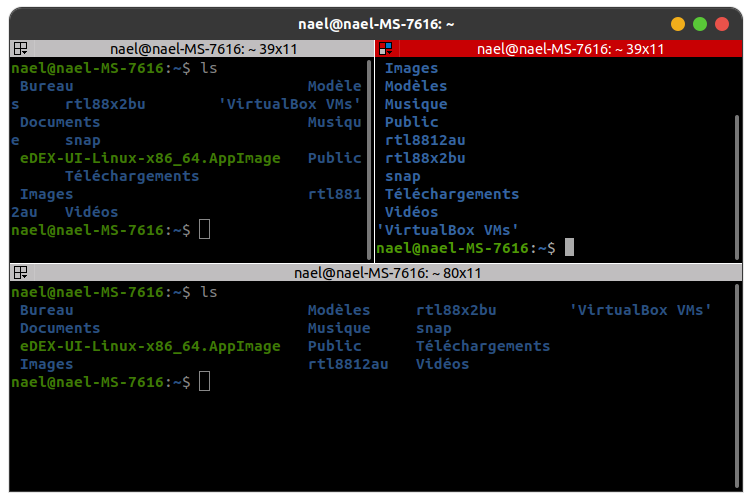 nael@nael-MS-7616: ~
nael@nael-MS-7616: ~ 39x11
nael@nael-MS-7616:~$ ls
Bureau Modèle
s rtl88x2bu 'VirtualBox VMs'
Documents Musiqu
e snap
eDEX-UI-Linux-x86_64.AppImage Public
Téléchargements
Images rtl881
2au Vidéos
nael@nael-MS-7616:~$
nael@nael-MS-7616: ~ 39x11
Images
Modèles
Musique
Public
rtl8812au
rtl88x2bu
snap
Téléchargements
Vidéos
'VirtualBox VMs'
nael@nael-MS-7616:~$
nael@nael-MS-7616: ~ 80x11
nael@nael-MS-7616:~$ ls
Bureau Modèles rtl88x2bu 'VirtualBox VMs'
Documents Musique snap
eDEX-UI-Linux-x86_64.AppImage Public Téléchargements
Images rtl8812au Vidéos
nael@nael-MS-7616:~$